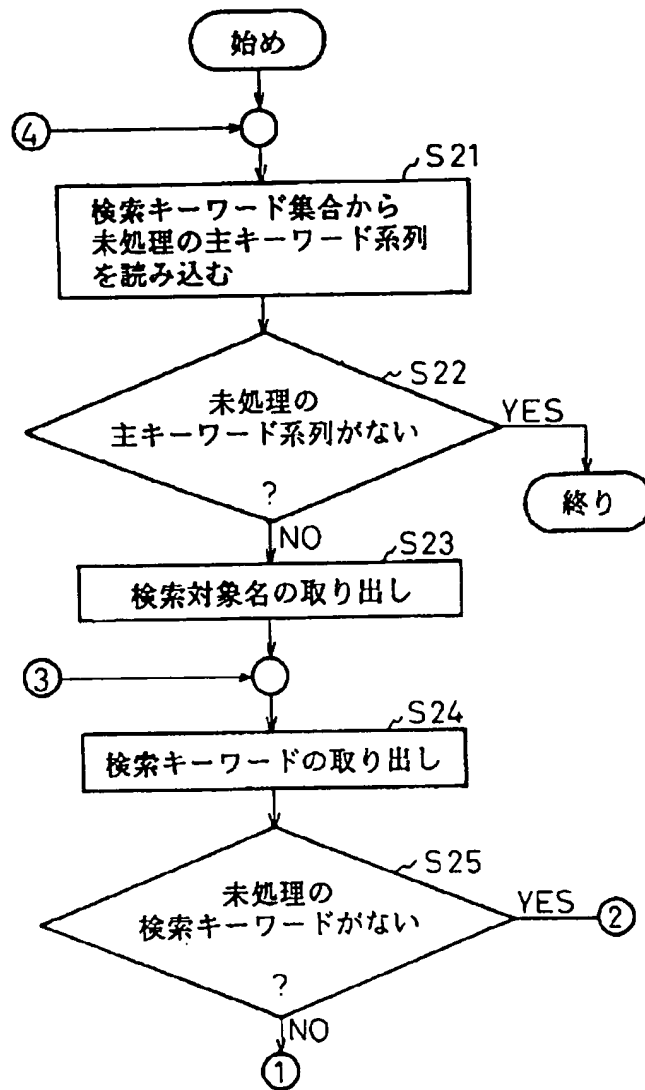 始め
④
S21
検索キーワード集合から
未処理の主キーワード系列
を読み込む
S22
未処理の
主キーワード系列がない
?
YES
終り
NO
S23
検索対象名の取り出し
③
S24
検索キーワードの取り出し
S25
未処理の
検索キーワードがない
?
YES
②
NO
①